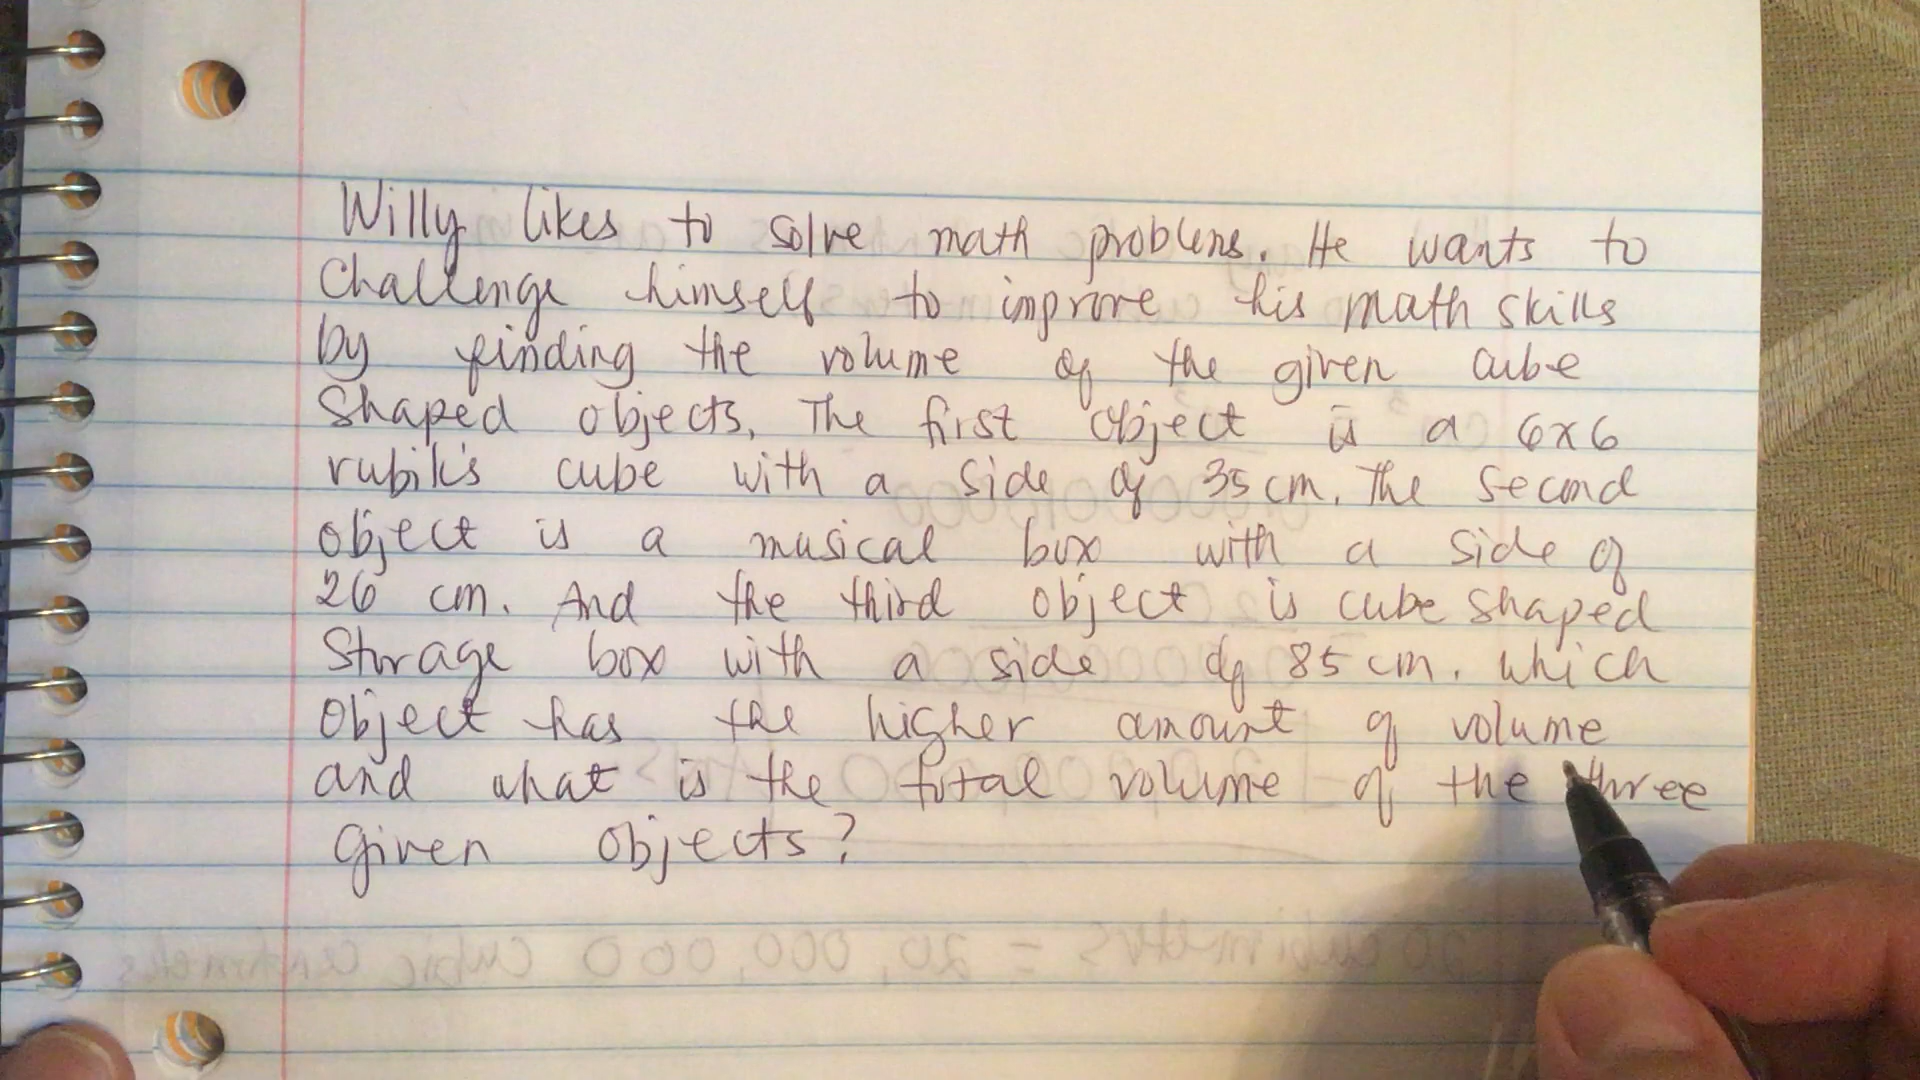 Willy likes to solve math problems. He wants to
Challenge himself to improve his math skills
by finding the volume of the given cube
Shaped objects. The first object is a 6x6
rubik's cube with a side of 35 cm. The second
object is a musical box with a side of
26 cm. And the third object is cube shaped
Storage box with a side of 85 cm. which
object has the higher amount of volume
and what is the total volume of the three
given objects?